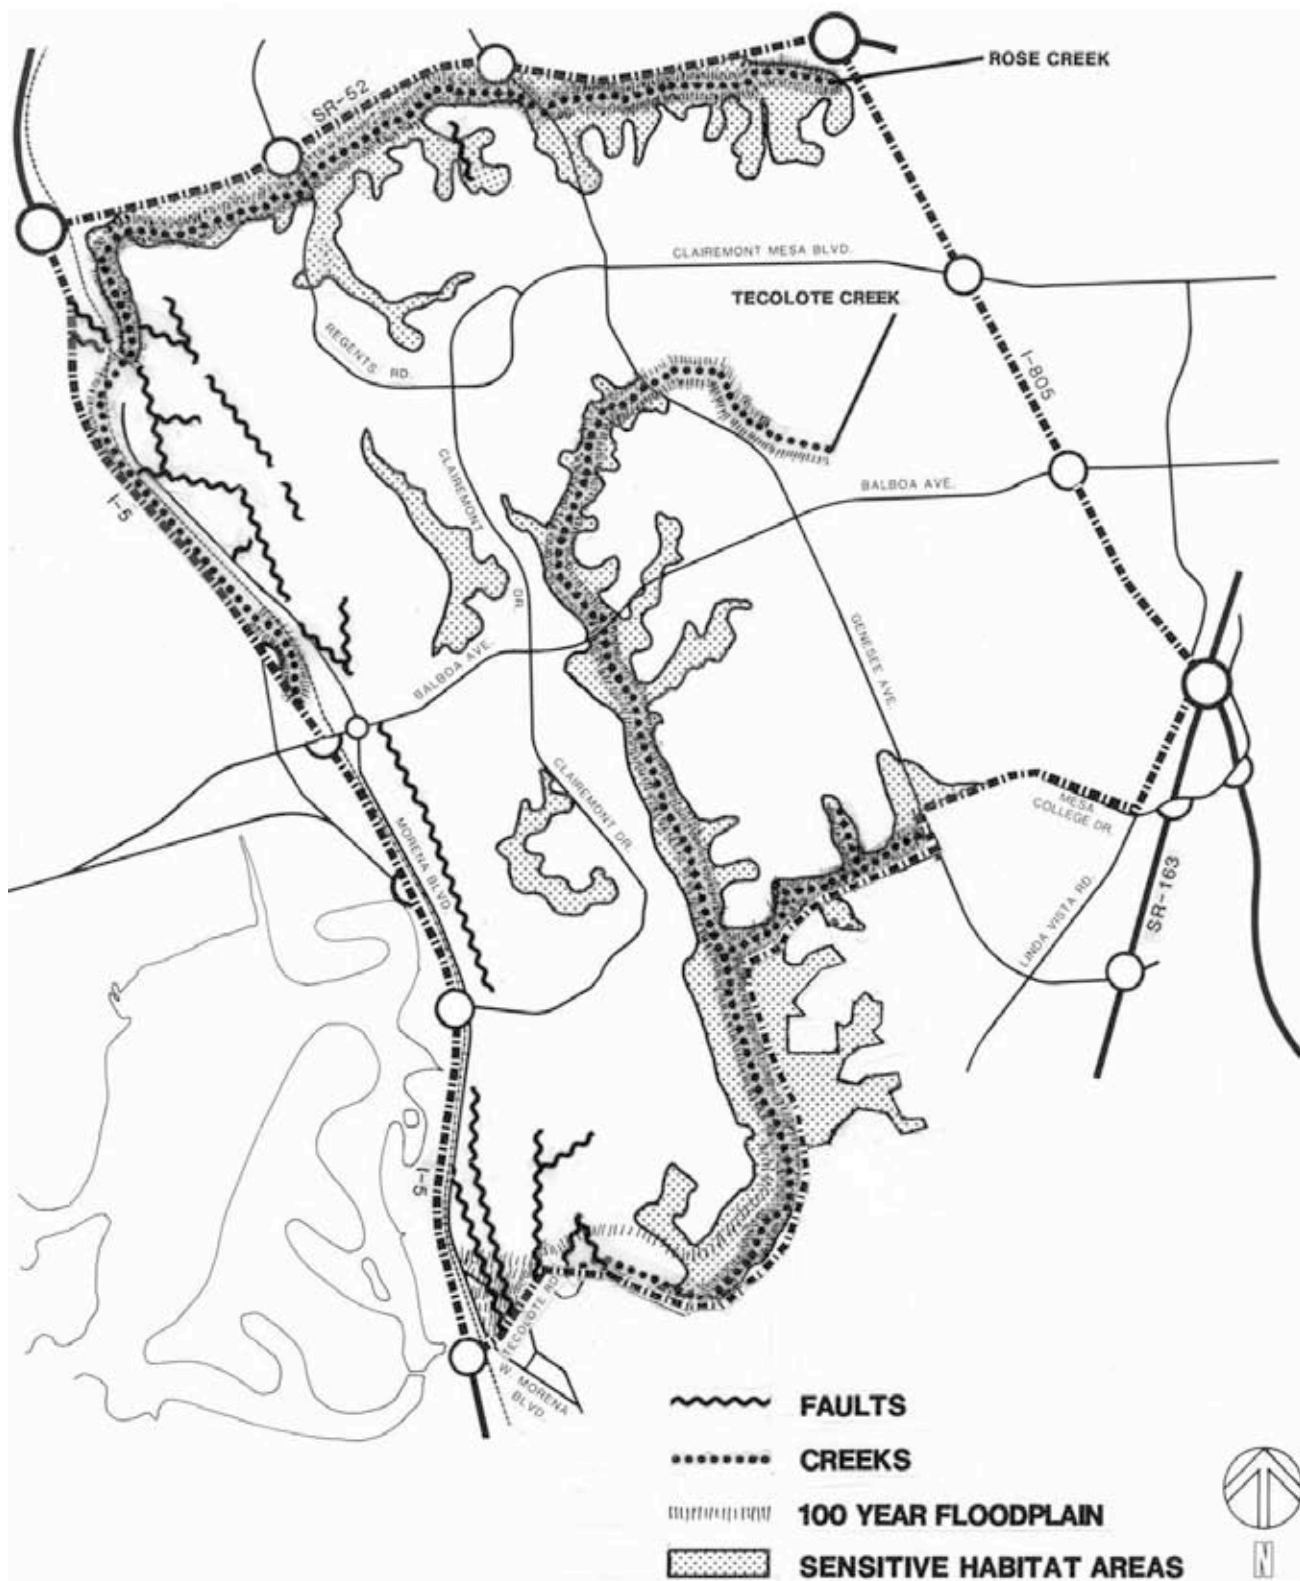 ROSE CREEK
SR-52
CLAIREMONT MESA BLVD.
TECOLOTE CREEK
REGENTS RD.
I-805
CLAIREMONT
DR.
BALBOA AVE.
I-5
GENESEE AVE.
BALBOA AVE.
CLAIREMONT DR.
MESA
COLLEGE DR.
MORENA BLVD.
LINDA VISTA RD.
SR-163
I-5
TECOLOTE RD.
W. MORENA
BLVD.
FAULTS
CREEKS
100 YEAR FLOODPLAIN
SENSITIVE HABITAT AREAS
N